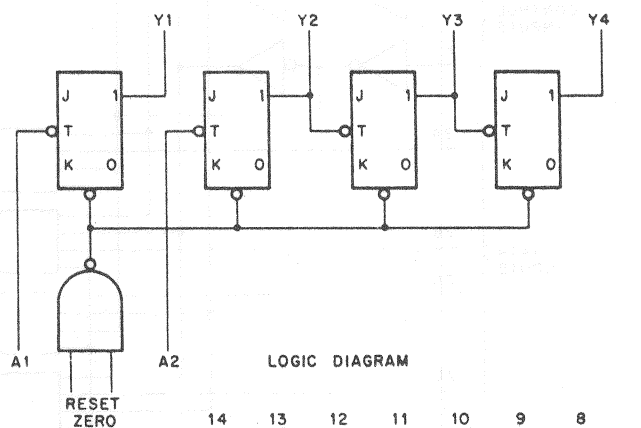 Y1 Y2 Y3 Y4
J 1 J 1 J 1 J 1
T T T T
K 0 K 0 K 0 K 0
A1 A2 LOGIC DIAGRAM
RESET
ZERO 14 13 12 11 10 9 8